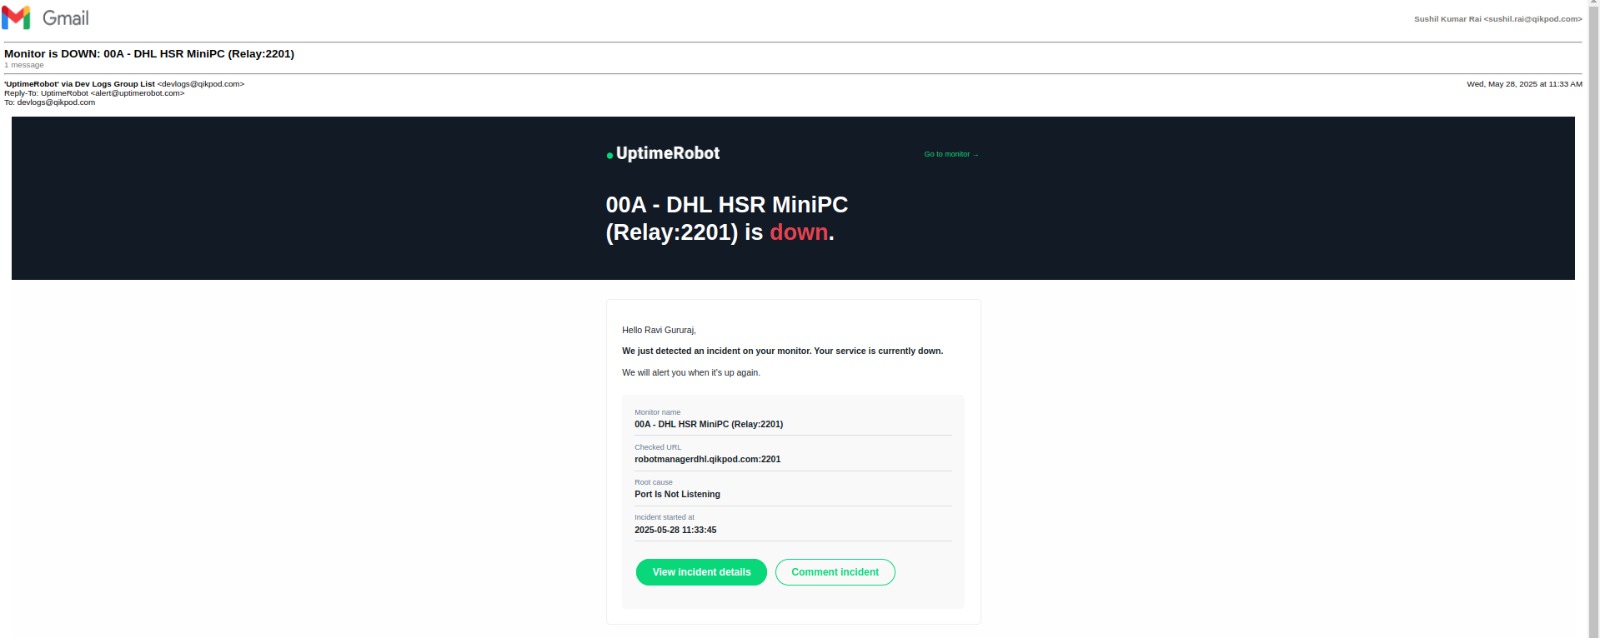 Gmail
Sushil Kumar Rai <sushil.rai@qikpod.com>
Monitor is DOWN: 00A - DHL HSR MiniPC (Relay:2201)
1 message
'UptimeRobot' via Dev Logs Group List <devlogs@qikpod.com>
Wed, May 28, 2025 at 11:33 AM
Reply-To: UptimeRobot <alert@uptimerobot.com>
To: devlogs@qikpod.com
UptimeRobot
Go to monitor →
00A - DHL HSR MiniPC
(Relay:2201) is down.
Hello Ravi Gururaj,
We just detected an incident on your monitor. Your service is currently down.
We will alert you when it's up again.
Monitor name
00A - DHL HSR MiniPC (Relay:2201)
Checked URL
robotmanagerdhl.qikpod.com:2201
Root cause
Port Is Not Listening
Incident started at
2025-05-28 11:33:45
View incident details
Comment incident